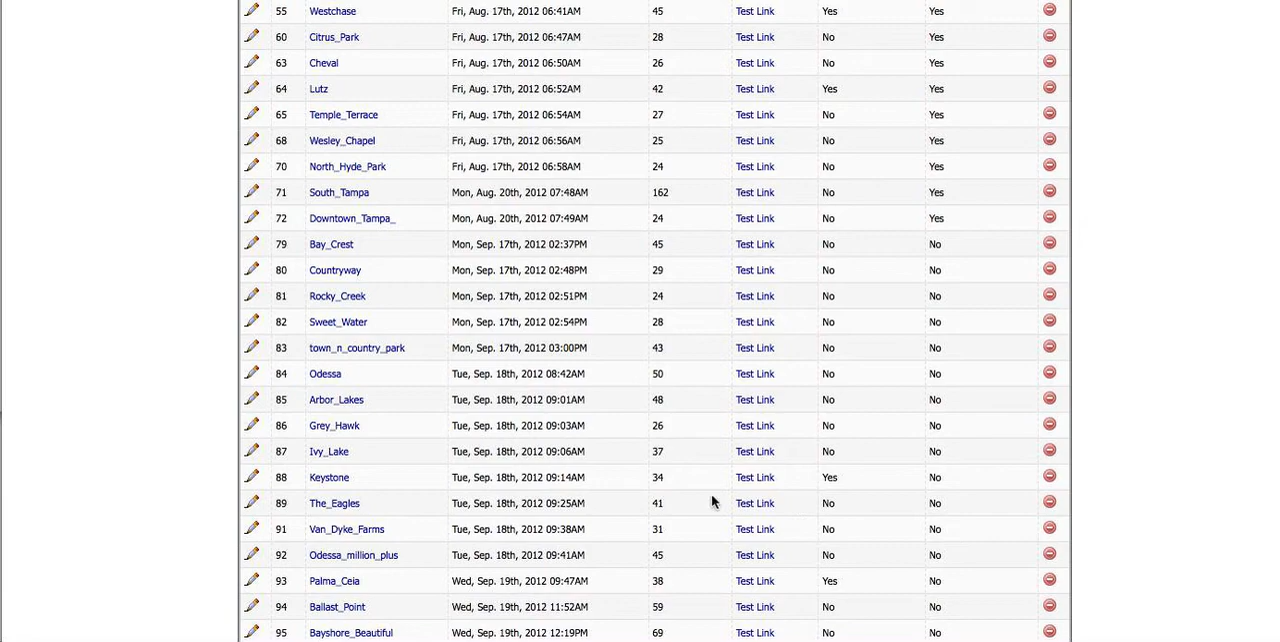 55 Westchase Fri, Aug. 17th, 2012 06:41AM 45 Test Link Yes Yes
60 Citrus_Park Fri, Aug. 17th, 2012 06:47AM 28 Test Link No Yes
63 Cheval Fri, Aug. 17th, 2012 06:50AM 26 Test Link No Yes
64 Lutz Fri, Aug. 17th, 2012 06:52AM 42 Test Link Yes Yes
65 Temple_Terrace Fri, Aug. 17th, 2012 06:54AM 27 Test Link No Yes
68 Wesley_Chapel Fri, Aug. 17th, 2012 06:56AM 25 Test Link No Yes
70 North_Hyde_Park Fri, Aug. 17th, 2012 06:58AM 24 Test Link No Yes
71 South_Tampa Mon, Aug. 20th, 2012 07:48AM 162 Test Link No Yes
72 Downtown_Tampa_ Mon, Aug. 20th, 2012 07:49AM 24 Test Link No Yes
79 Bay_Crest Mon, Sep. 17th, 2012 02:37PM 45 Test Link No No
80 Countryway Mon, Sep. 17th, 2012 02:48PM 29 Test Link No No
81 Rocky_Creek Mon, Sep. 17th, 2012 02:51PM 24 Test Link No No
82 Sweet_Water Mon, Sep. 17th, 2012 02:54PM 28 Test Link No No
83 town_n_country_park Mon, Sep. 17th, 2012 03:00PM 43 Test Link No No
84 Odessa Tue, Sep. 18th, 2012 08:42AM 50 Test Link No No
85 Arbor_Lakes Tue, Sep. 18th, 2012 09:01AM 48 Test Link No No
86 Grey_Hawk Tue, Sep. 18th, 2012 09:03AM 26 Test Link No No
87 Ivy_Lake Tue, Sep. 18th, 2012 09:06AM 37 Test Link No No
88 Keystone Tue, Sep. 18th, 2012 09:14AM 34 Test Link Yes No
89 The_Eagles Tue, Sep. 18th, 2012 09:25AM 41 Test Link No No
91 Van_Dyke_Farms Tue, Sep. 18th, 2012 09:38AM 31 Test Link No No
92 Odessa_million_plus Tue, Sep. 18th, 2012 09:41AM 45 Test Link No No
93 Palma_Ceia Wed, Sep. 19th, 2012 09:47AM 38 Test Link Yes No
94 Ballast_Point Wed, Sep. 19th, 2012 11:52AM 59 Test Link No No
95 Bayshore_Beautiful Wed, Sep. 19th, 2012 12:19PM 69 Test Link No No